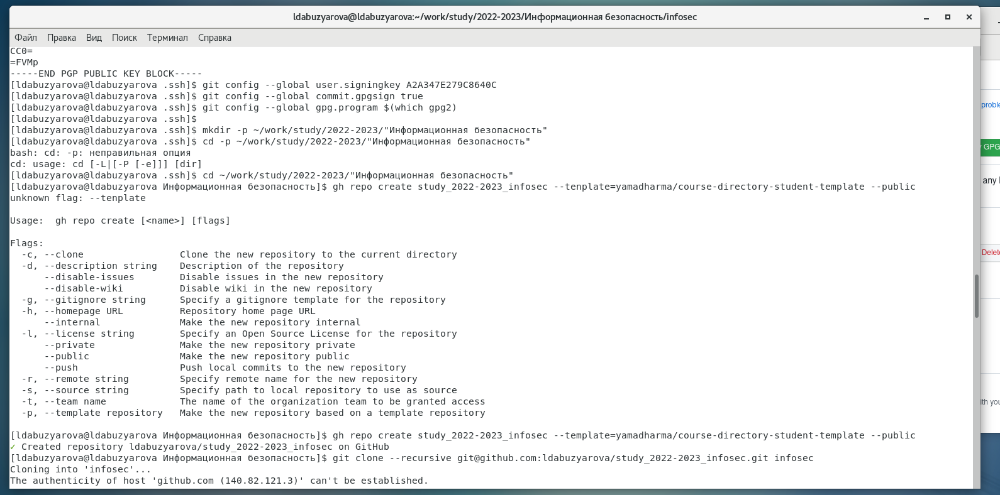 ldabuzyarova@ldabuzyarova:~/work/study/2022-2023/Информационная безопасность/infosec
Файл Правка Вид Поиск Терминал Справка
CC0=
=FVMp
-----END PGP PUBLIC KEY BLOCK-----
[ldabuzyarova@ldabuzyarova .ssh]$ git config --global user.signingkey A2A347E279C8640C
[ldabuzyarova@ldabuzyarova .ssh]$ git config --global commit.gpgsign true
[ldabuzyarova@ldabuzyarova .ssh]$ git config --global gpg.program $(which gpg2)
[ldabuzyarova@ldabuzyarova .ssh]$
[ldabuzyarova@ldabuzyarova .ssh]$ mkdir -p ~/work/study/2022-2023/"Информационная безопасность"
[ldabuzyarova@ldabuzyarova .ssh]$ cd -p ~/work/study/2022-2023/"Информационная безопасность"
bash: cd: -p: неправильная опция
cd: usage: cd [-L|[-P [-e]]] [dir]
[ldabuzyarova@ldabuzyarova .ssh]$ cd ~/work/study/2022-2023/"Информационная безопасность"
[ldabuzyarova@ldabuzyarova Информационная безопасность]$ gh repo create study_2022-2023_infosec --tenplate=yamadharma/course-directory-student-template --public
unknown flag: --tenplate

Usage:  gh repo create [<name>] [flags]

Flags:
  -c, --clone                 Clone the new repository to the current directory
  -d, --description string    Description of the repository
      --disable-issues        Disable issues in the new repository
      --disable-wiki          Disable wiki in the new repository
  -g, --gitignore string      Specify a gitignore template for the repository
  -h, --homepage URL          Repository home page URL
      --internal              Make the new repository internal
  -l, --license string        Specify an Open Source License for the repository
      --private               Make the new repository private
      --public                Make the new repository public
      --push                  Push local commits to the new repository
  -r, --remote string         Specify remote name for the new repository
  -s, --source string         Specify path to local repository to use as source
  -t, --team name             The name of the organization team to be granted access
  -p, --template repository   Make the new repository based on a template repository

[ldabuzyarova@ldabuzyarova Информационная безопасность]$ gh repo create study_2022-2023_infosec --template=yamadharma/course-directory-student-template --public
✓ Created repository ldabuzyarova/study_2022-2023_infosec on GitHub
[ldabuzyarova@ldabuzyarova Информационная безопасность]$ git clone --recursive git@github.com:ldabuzyarova/study_2022-2023_infosec.git infosec
Cloning into 'infosec'...
The authenticity of host 'github.com (140.82.121.3)' can't be established.
GPG
any